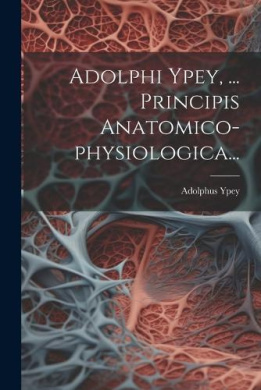 Adolphi Ypey, ...
Principis
Anatomico-
physiologica...
Adolphus Ypey